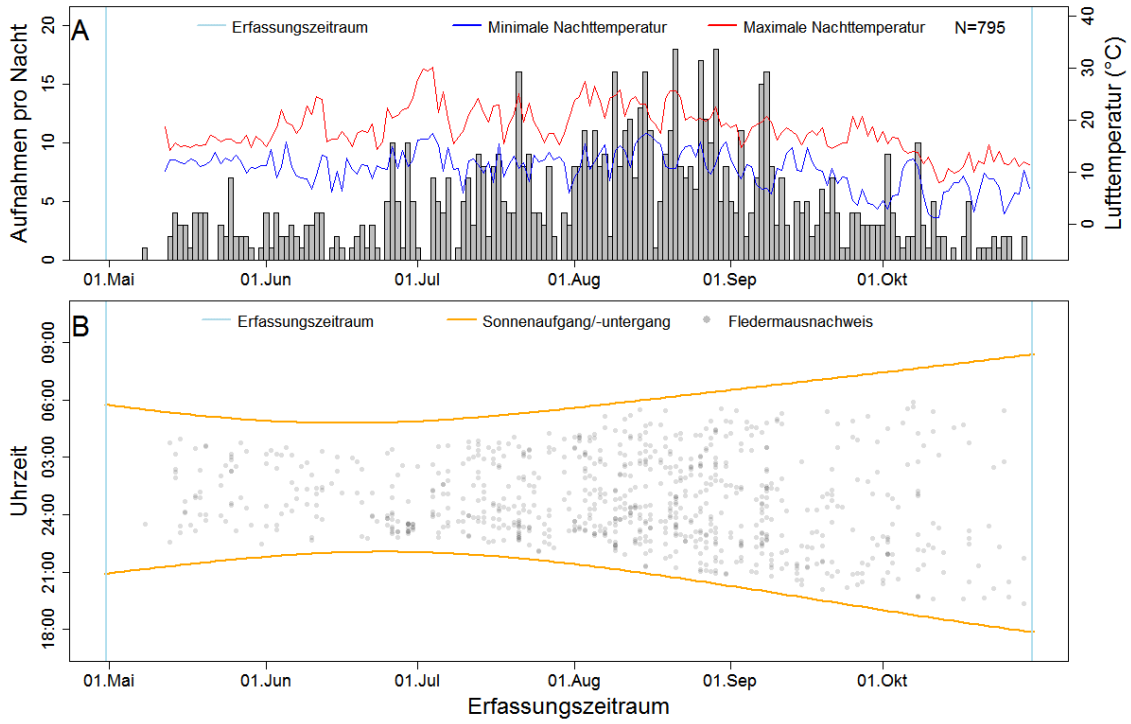 A
Erfassungszeitraum
Minimale Nachttemperatur
Maximale Nachttemperatur
N=795
Aufnahmen pro Nacht
0
5
10
15
20
Lufttemperatur (°C)
0
10
20
30
40
01.Mai
01.Jun
01.Jul
01.Aug
01.Sep
01.Okt
B
Erfassungszeitraum
Sonnenaufgang/-untergang
Fledermausnachweis
Uhrzeit
18:00
21:00
24:00
03:00
06:00
09:00
01.Mai
01.Jun
01.Jul
01.Aug
01.Sep
01.Okt
Erfassungszeitraum